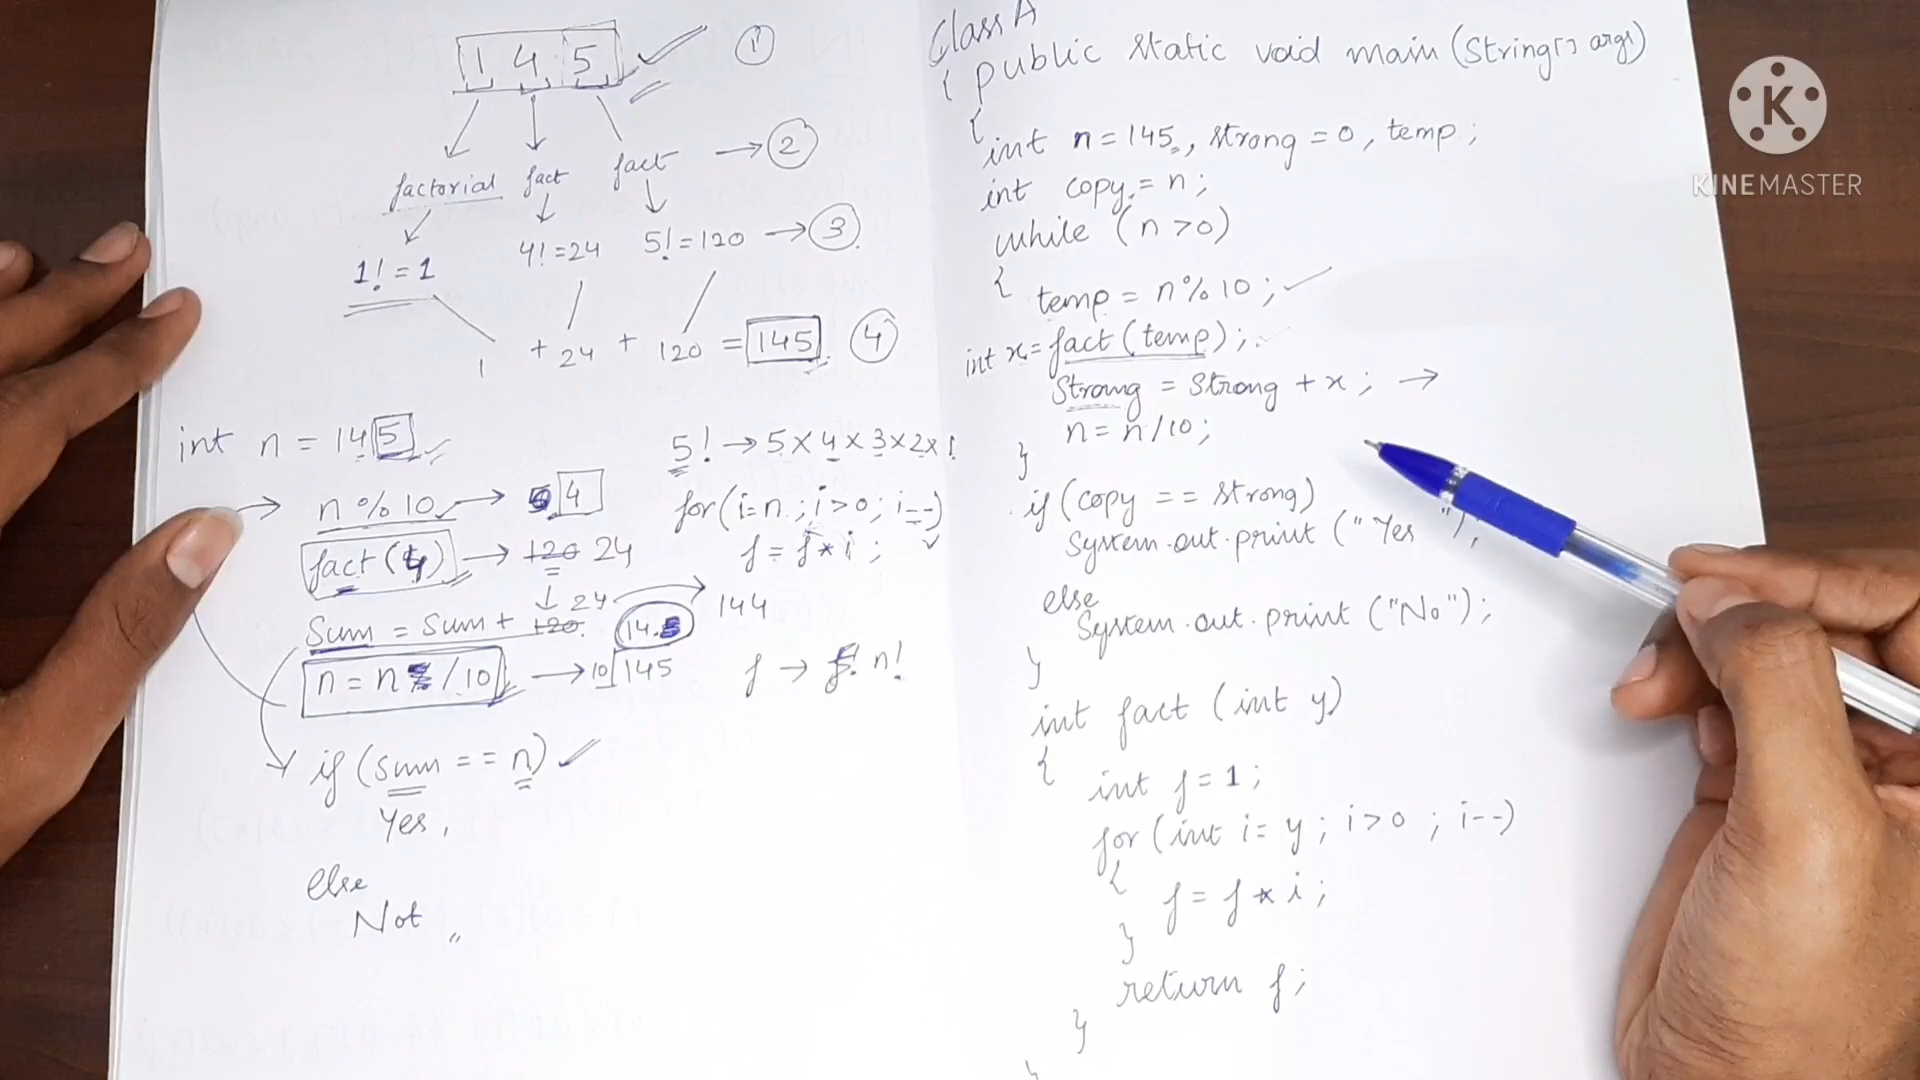 1 4 5 ①
factorial fact fact → ②
1! = 1 4! = 24 5! = 120 → ③
1 + 24 + 120 = 145 ④
int n = 145
n % 10 → 4
fact(4) → 120 24
24 144
Sum = Sum + 120
n = n / 10 → 10 145
if (sum == n)
Yes,
else
Not
5! → 5 × 4 × 3 × 2 × 1
for(i=n ; i>0 ; i--)
f = f * i ;
f → n!
Class A
{ public static void main (String[] args)
{
int n = 145, strong = 0, temp ;
int copy = n ;
while (n >0)
{
temp = n % 10 ;
int x = fact (temp) ;
Strong = Strong + x ; →
n = n / 10 ;
}
if (copy == strong)
System.out.print ("Yes ");
else
System.out.print ("No");
}
int fact (int y)
{
int f = 1 ;
for (int i = y ; i > 0 ; i--)
{
f = f * i ;
}
return f ;
}
}
K
KINEMASTER